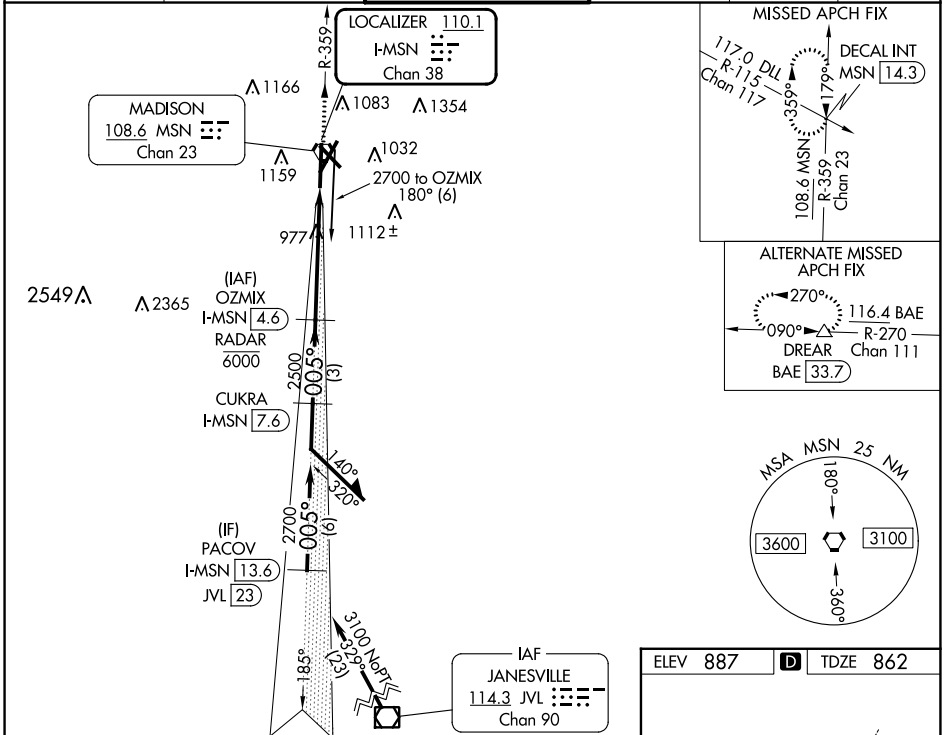 LOCALIZER 110.1
I-MSN
Chan 38
R-359
MADISON
108.6 MSN
Chan 23
1166
1083
1354
1159
1032
2700 to OZMIX
180° (6)
1112 ±
977
2549
2365
(IAF)
OZMIX
I-MSN 4.6
RADAR
6000
2500
005°
(3)
CUKRA
I-MSN 7.6
140°
320°
2700
005°
(6)
(IF)
PACOV
I-MSN 13.6
JVL 23
185°
3100 NoPT
329°
(23)
IAF
JANESVILLE
114.3 JVL
Chan 90
MISSED APCH FIX
117.0 DLL
R-115
Chan 117
359°
179°
DECAL INT
MSN 14.3
108.6 MSN
R-359
Chan 23
ALTERNATE MISSED
APCH FIX
270°
090°
116.4 BAE
R-270
Chan 111
DREAR
BAE 33.7
MSA MSN 25 NM
180°
3600
3100
360°
ELEV 887 D TDZE 862